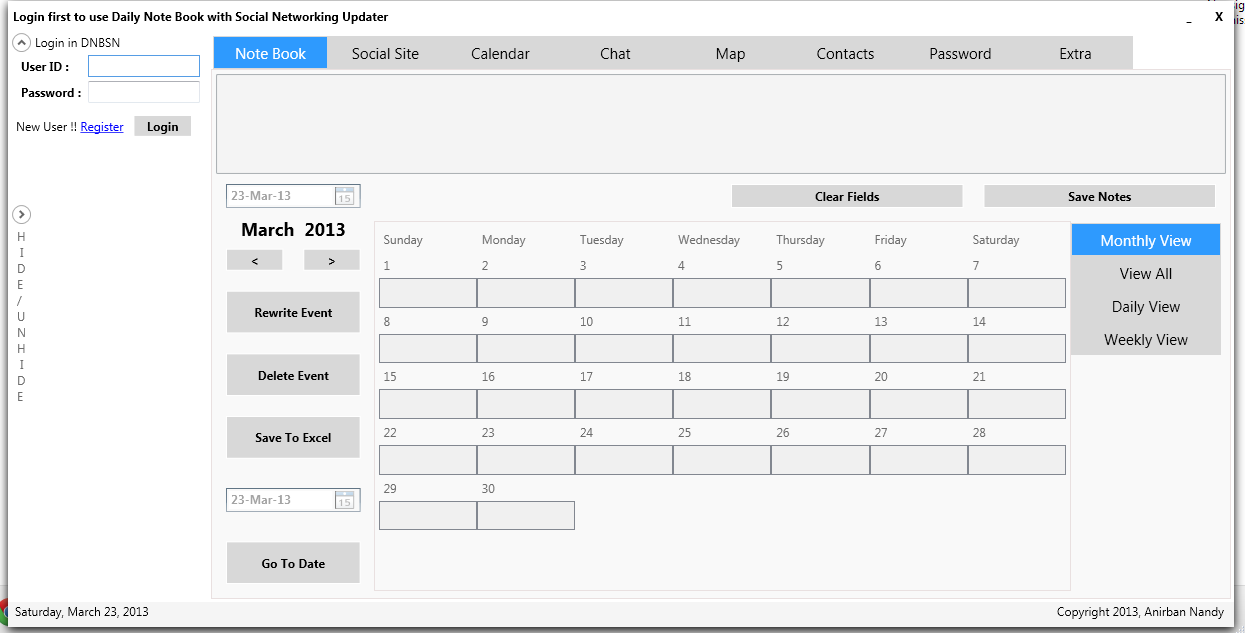 Login first to use Daily Note Book with Social Networking Updater
_ X
Login in DNBSN
User ID :
Password :
New User !! Register Login
Note Book Social Site Calendar Chat Map Contacts Password Extra
23-Mar-13 15 Clear Fields Save Notes
March 2013
< >
Rewrite Event
Delete Event
Save To Excel
23-Mar-13 15
Go To Date
Sunday Monday Tuesday Wednesday Thursday Friday Saturday
1 2 3 4 5 6 7
8 9 10 11 12 13 14
15 16 17 18 19 20 21
22 23 24 25 26 27 28
29 30
Monthly View
View All
Daily View
Weekly View
H
I
D
E
/
U
N
H
I
D
E
Saturday, March 23, 2013 Copyright 2013, Anirban Nandy